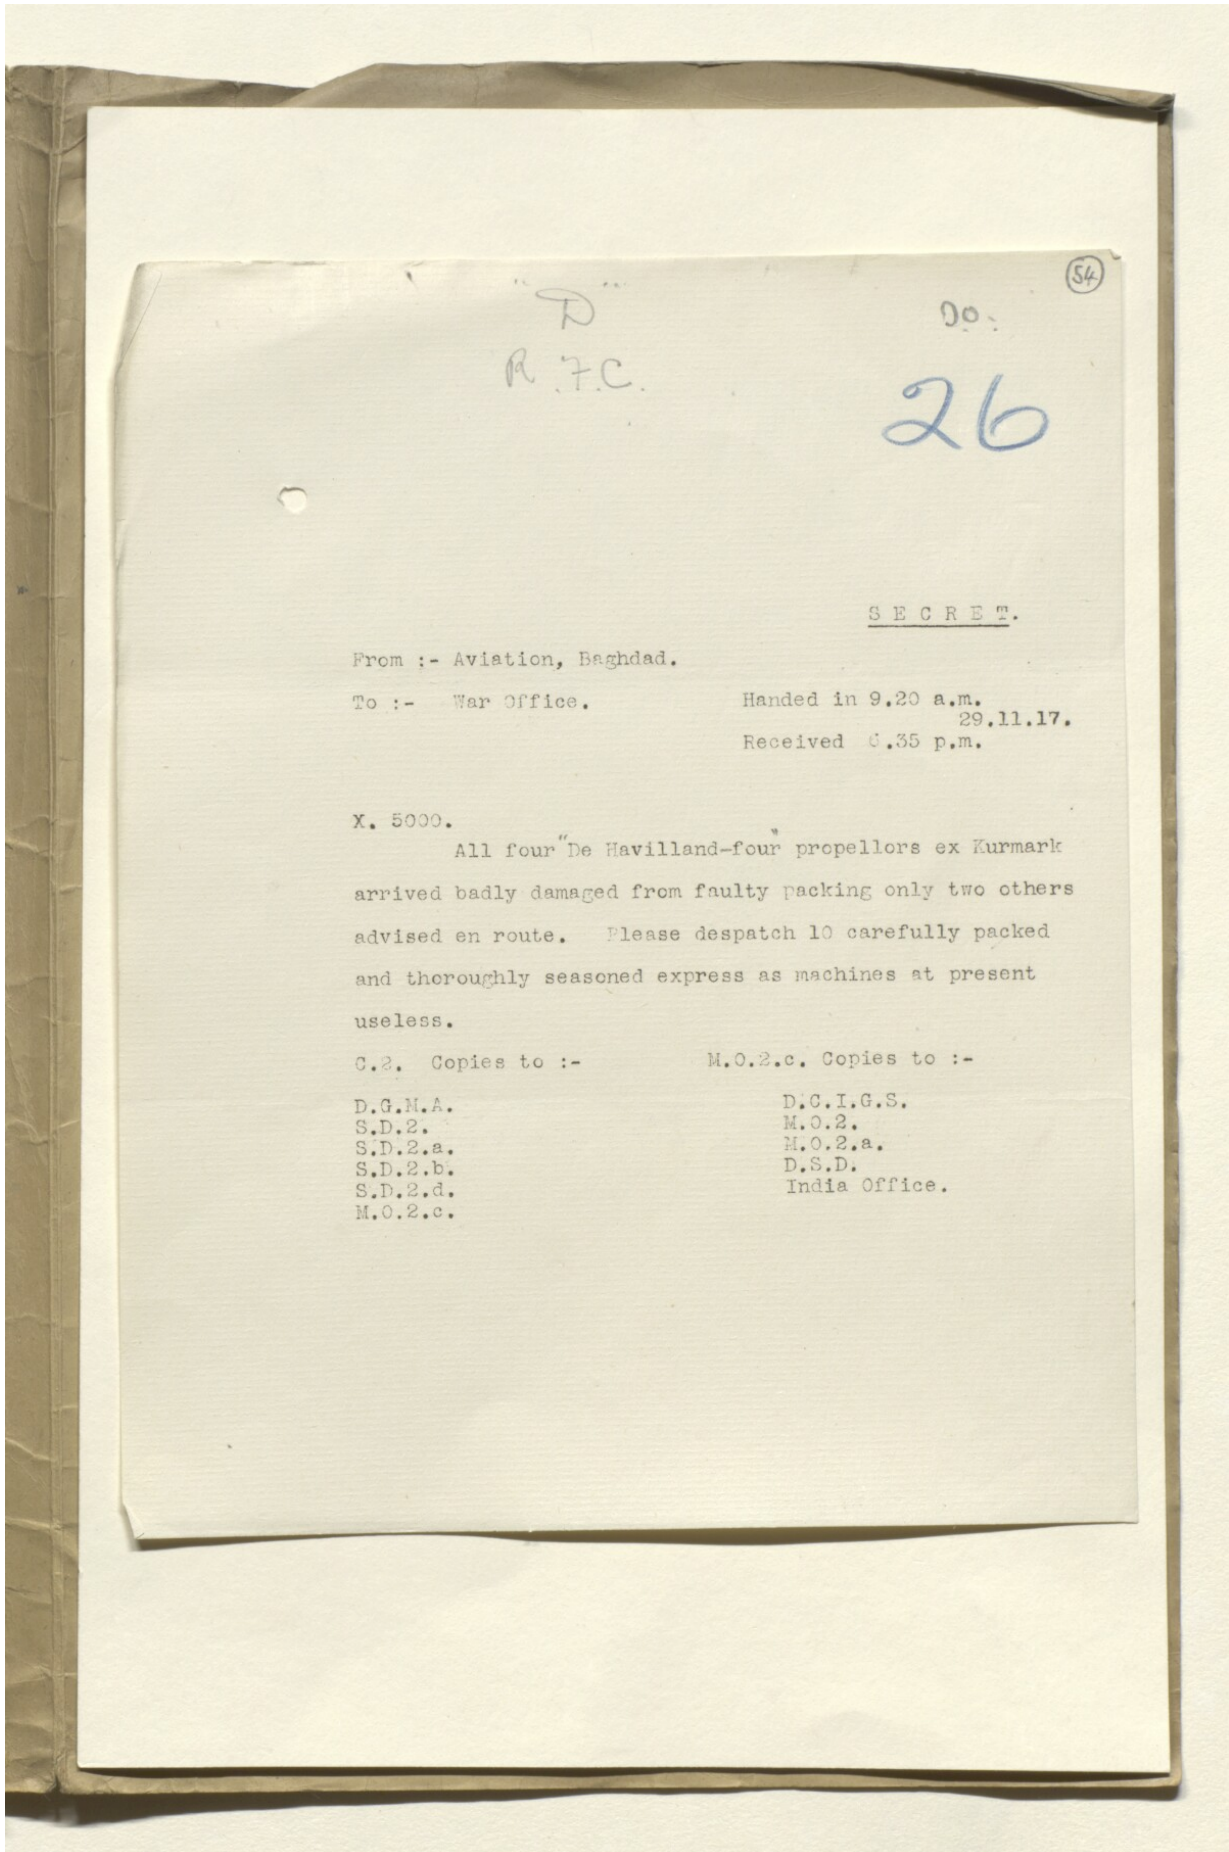 54
"D"
DO.
R.F.C.
26
SECRET.
From :- Aviation, Baghdad.
To :- War Office.
Handed in 9.20 a.m.
29.11.17.
Received 6.35 p.m.
X. 5000.
All four "De Havilland-four" propellors ex Kurmark
arrived badly damaged from faulty packing only two others
advised en route. Please despatch 10 carefully packed
and thoroughly seasoned express as machines at present
useless.
C.2. Copies to :-
D.G.M.A.
S.D.2.
S.D.2.a.
S.D.2.b.
S.D.2.d.
M.O.2.c.
M.O.2.c. Copies to :-
D.C.I.G.S.
M.O.2.
M.O.2.a.
D.S.D.
India Office.